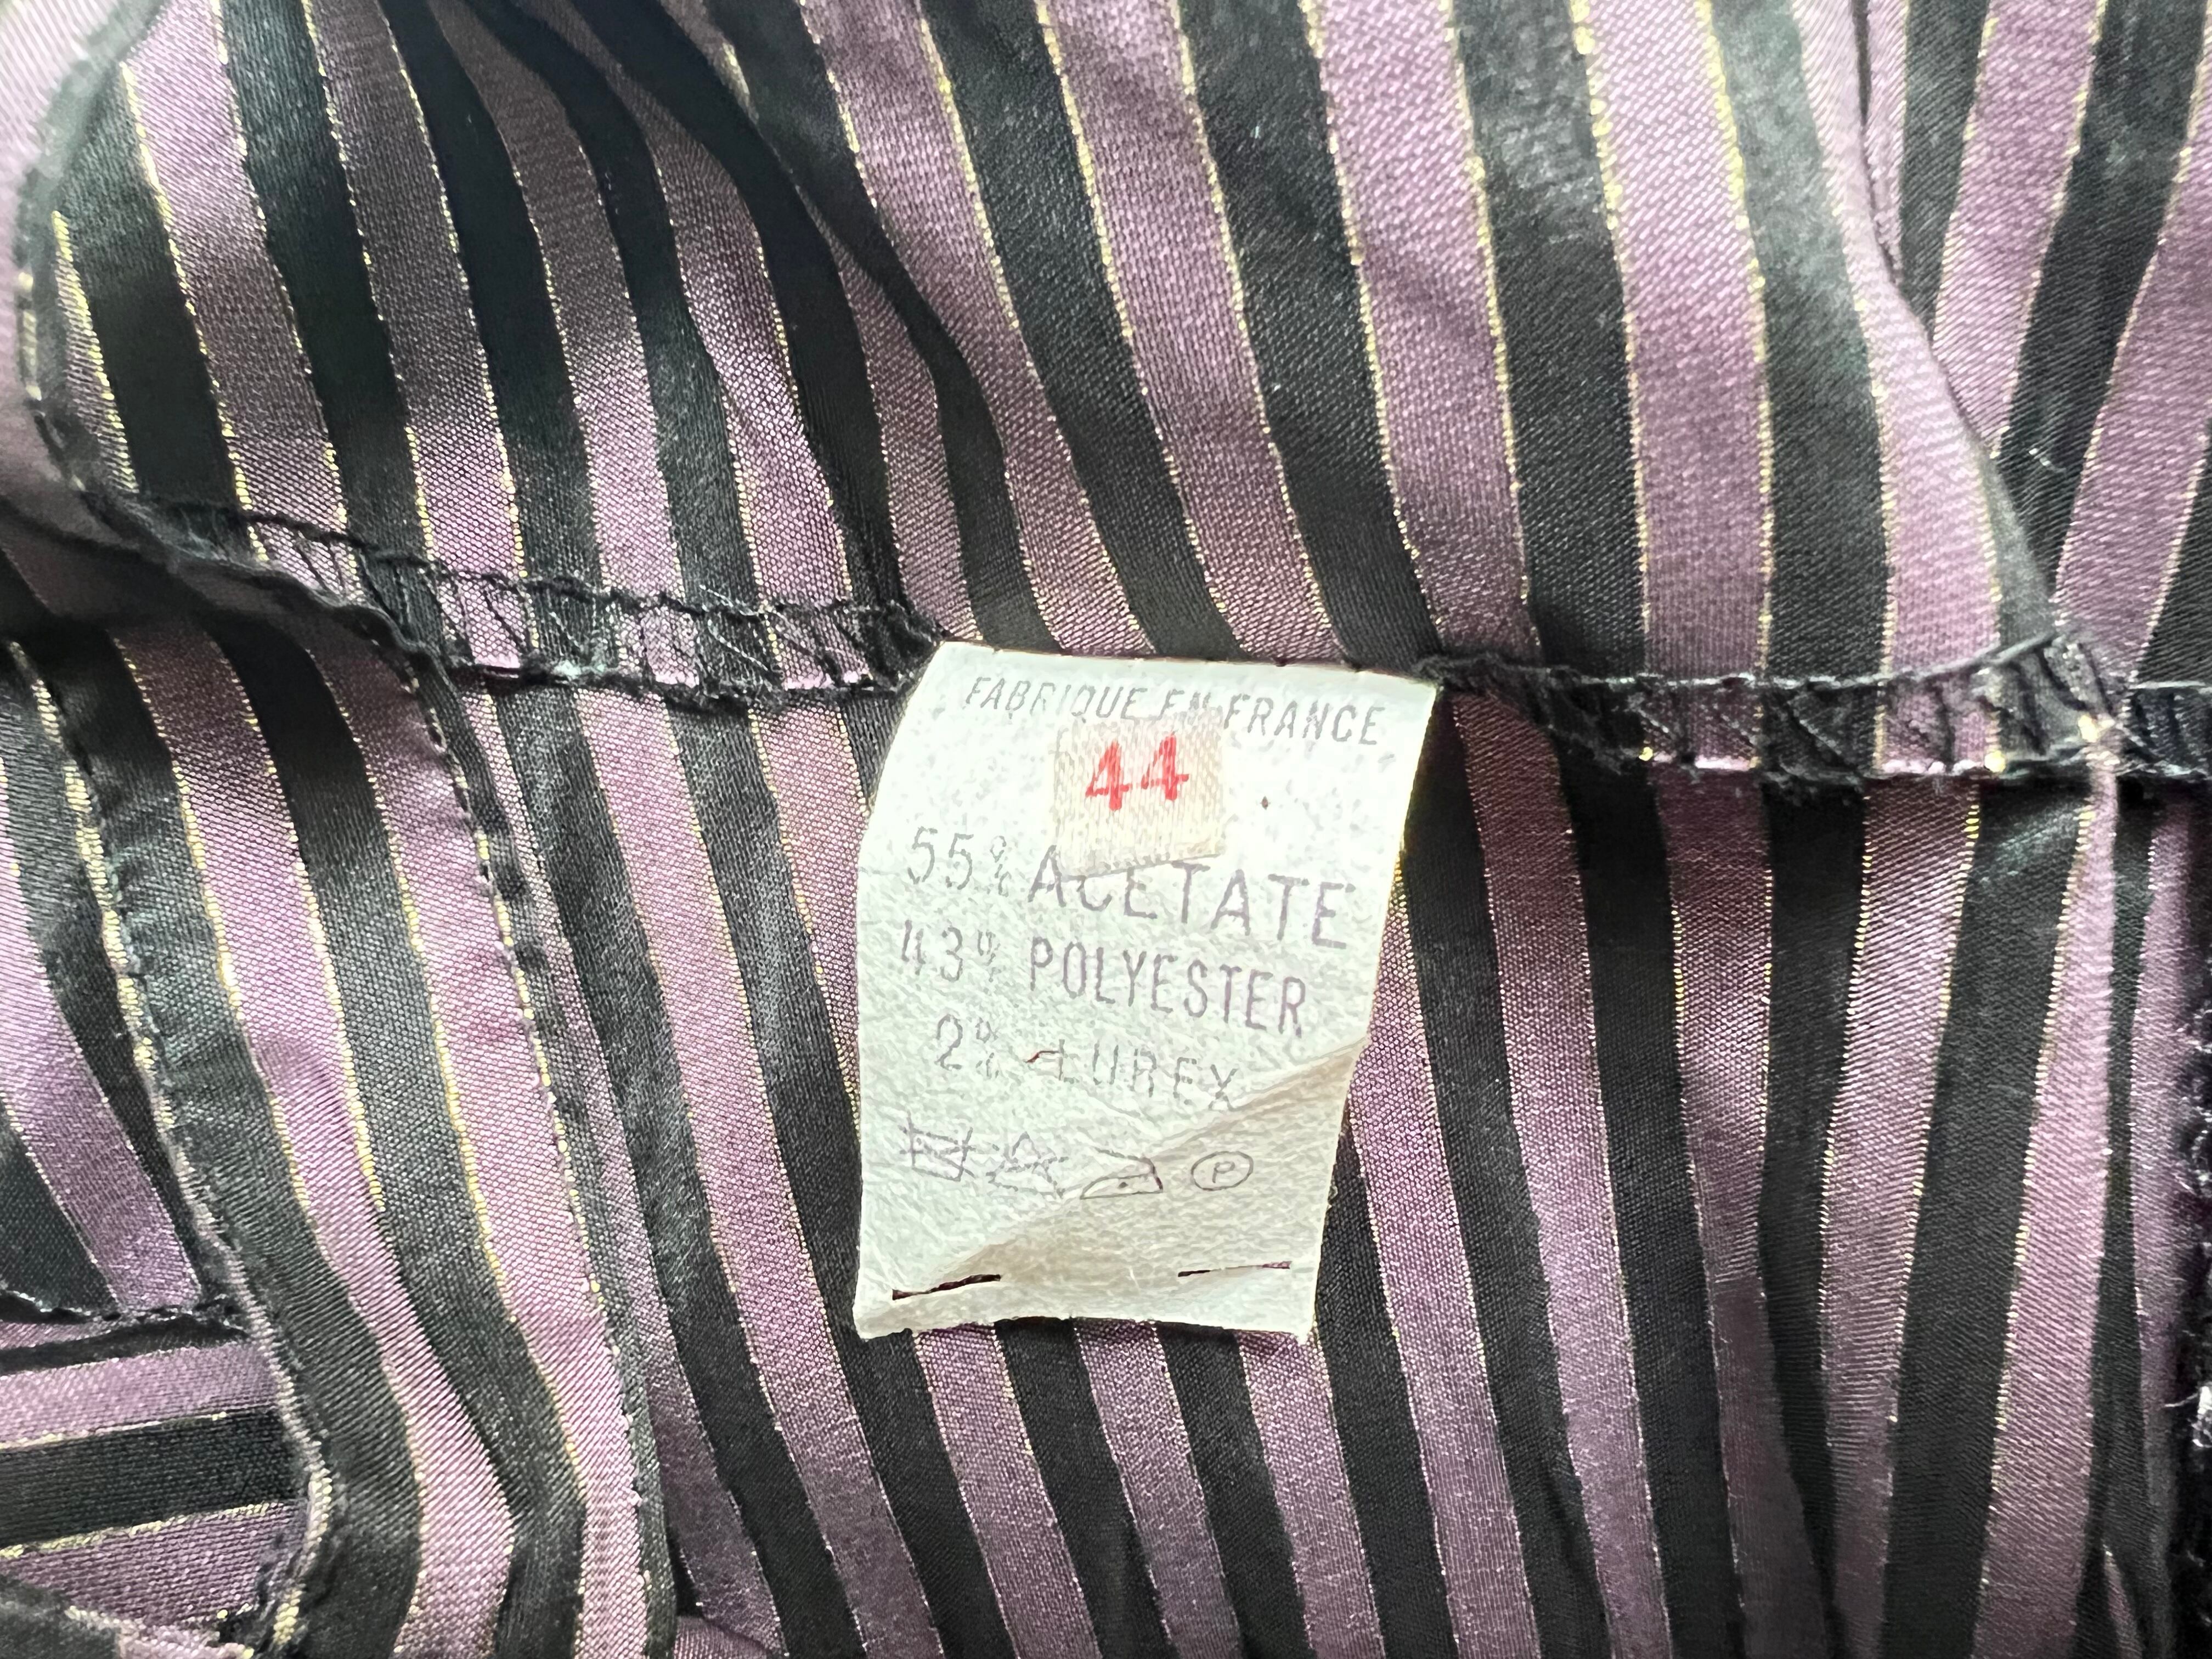 FABRIQUE EN FRANCE
44
55% ACETATE
43% POLYESTER
2% LUREX
P